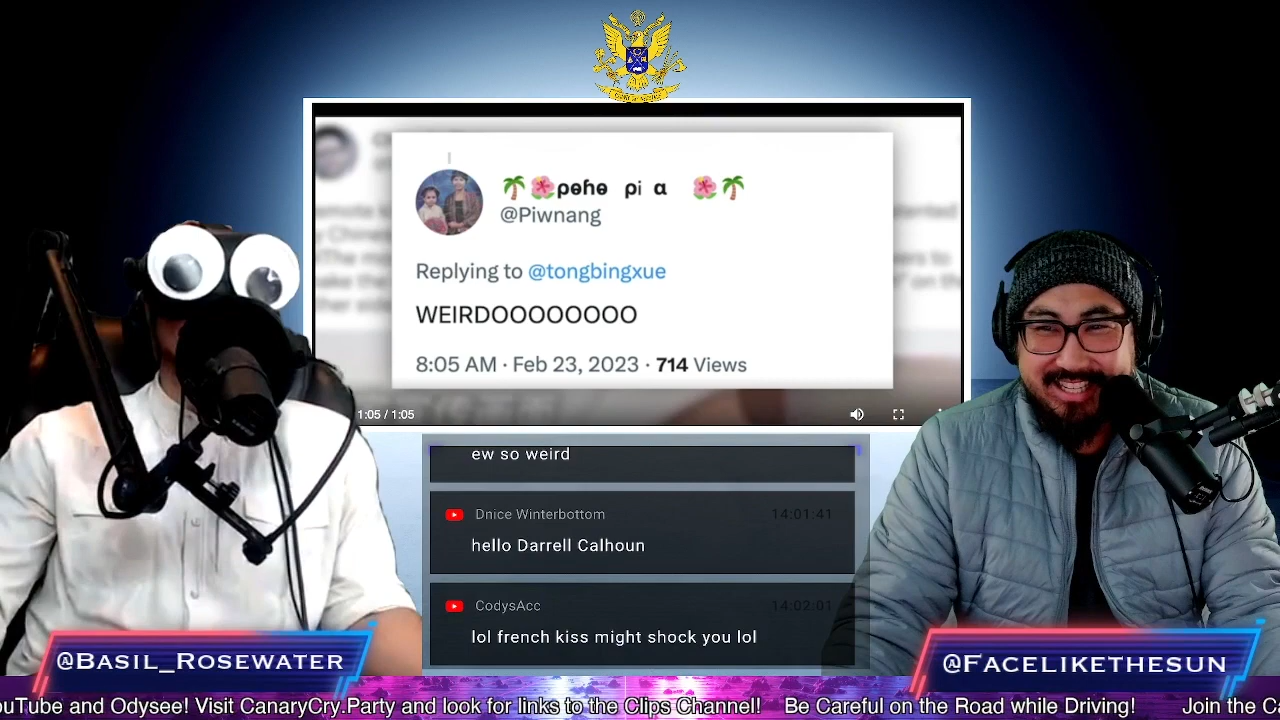 🌴🌺ρɵɦɵ ρi α 🌺🌴
@Piwnang
Replying to @tongbingxue
WEIRDOOOOOOOO
8:05 AM · Feb 23, 2023 · 714 Views
1:05 / 1:05
ew so weird
Dnice Winterbottom 14:01:41
hello Darrell Calhoun
CodysAcc 14:02:01
lol french kiss might shock you lol
@Basil_Rosewater
@Facelikethesun
ouTube and Odysee! Visit CanaryCry.Party and look for links to the Clips Channel! Be Careful on the Road while Driving! Join the Ca